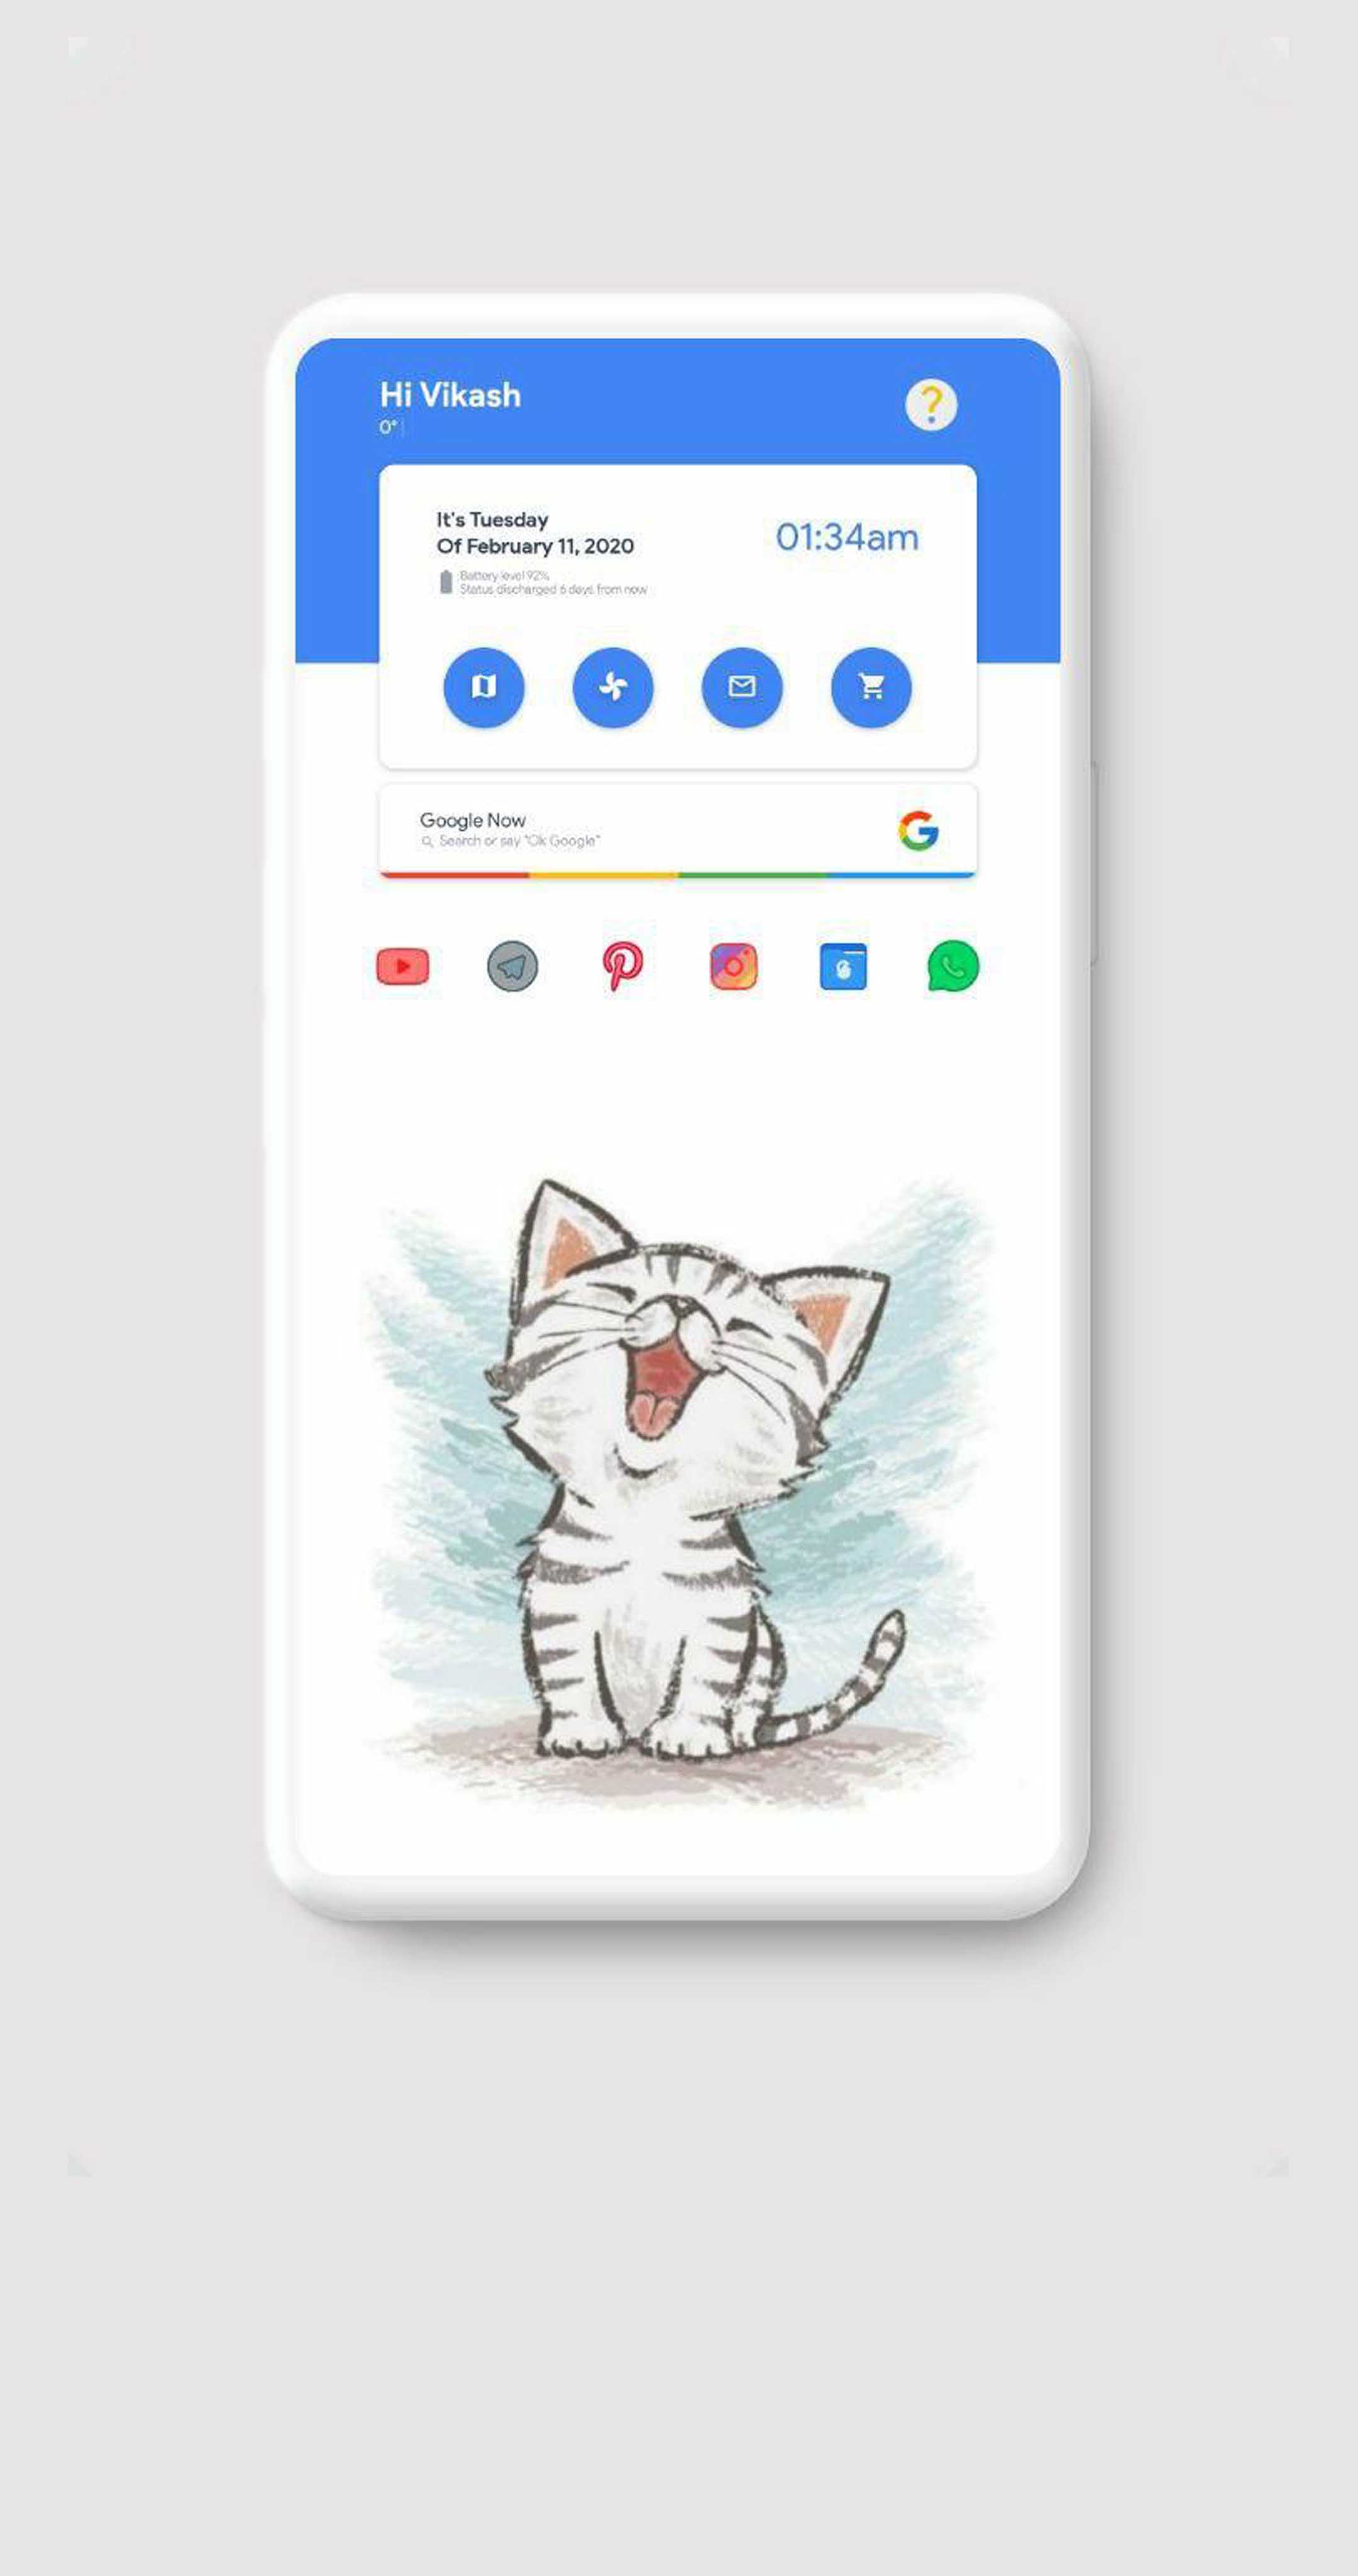 Hi Vikash
0°
It's Tuesday
Of February 11, 2020
01:34am
Battery level 92%
Status discharged 6 days from now
Google Now
Search or say "Ok Google"